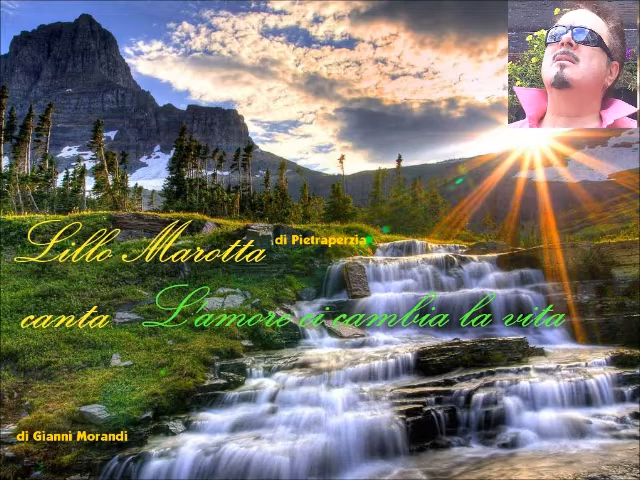 Lillo Marotta di Pietraperzia
canta L'amore ci cambia la vita
di Gianni Morandi